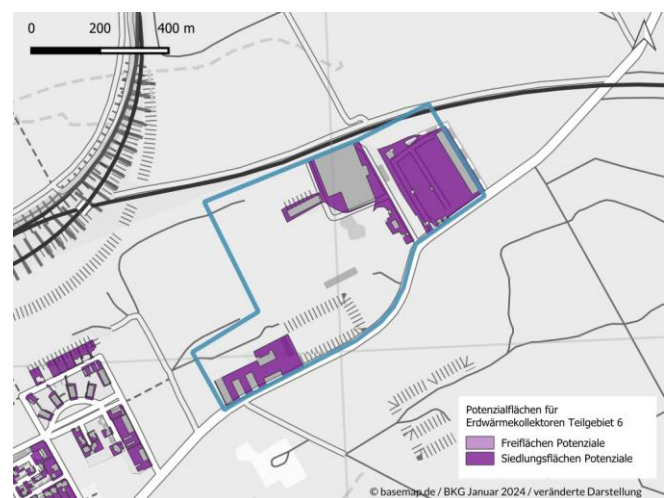 0 200 400 m
Potenzialflächen für
Erdwärmekollektoren Teilgebiet 6
Freiflächen Potenziale
Siedlungsflächen Potenziale
© basemap.de / BKG Januar 2024 / veränderte Darstellung